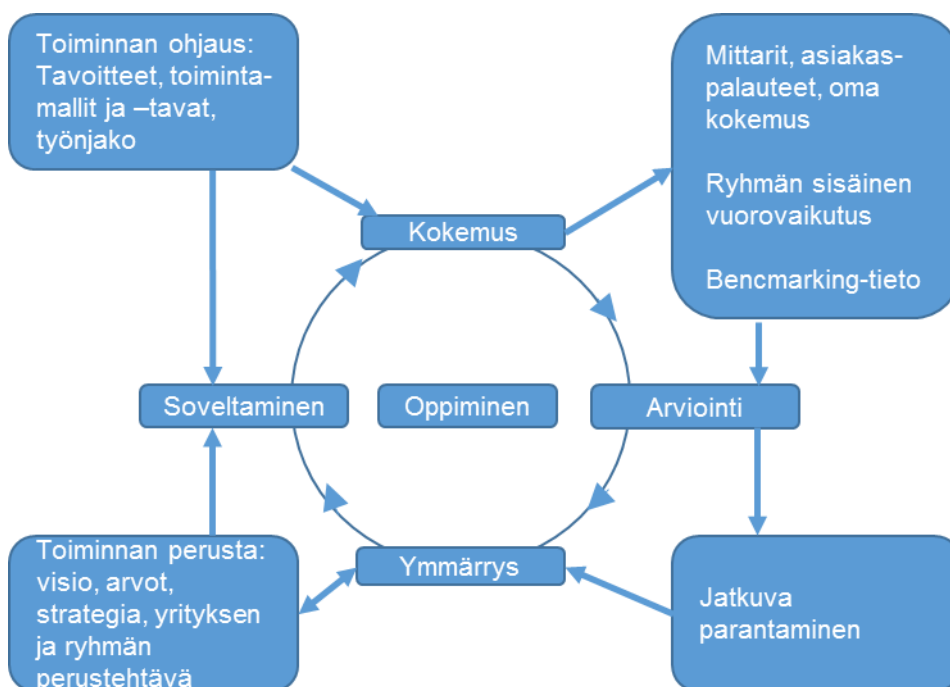 Toiminnan ohjaus:
Tavoitteet, toiminta-
mallit ja –tavat,
työnjako
Mittarit, asiakas-
palautteet, oma
kokemus
Ryhmän sisäinen
vuorovaikutus
Bencmarking-tieto
Kokemus
Soveltaminen
Oppiminen
Arviointi
Ymmärrys
Toiminnan perusta:
visio, arvot,
strategia, yrityksen
ja ryhmän
perustehtävä
Jatkuva
parantaminen